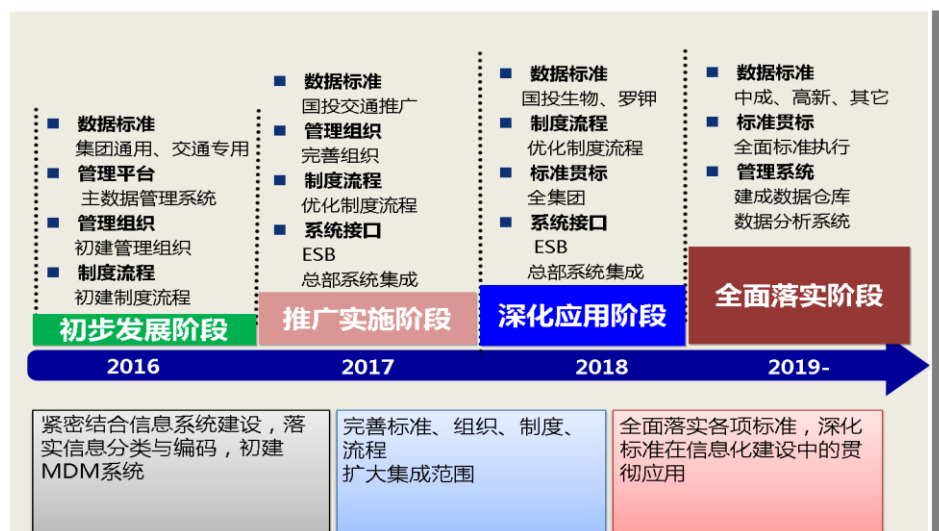 数据标准
集团通用、交通专用
管理平台
主数据管理系统
管理组织
初建管理组织
制度流程
初建制度流程
初步发展阶段
2016
数据标准
国投交通推广
管理组织
完善组织
制度流程
优化制度流程
系统接口
ESB
总部系统集成
推广实施阶段
2017
数据标准
国投生物、罗钾
制度流程
优化制度流程
标准贯标
全集团
系统接口
ESB
总部系统集成
深化应用阶段
2018
数据标准
中成、高新、其它
标准贯标
全面标准执行
管理系统
建成数据仓库
数据分析系统
全面落实阶段
2019-
紧密结合信息系统建设，落
实信息分类与编码，初建
MDM系统
完善标准、组织、制度、
流程
扩大集成范围
全面落实各项标准，深化
标准在信息化建设中的贯
彻应用